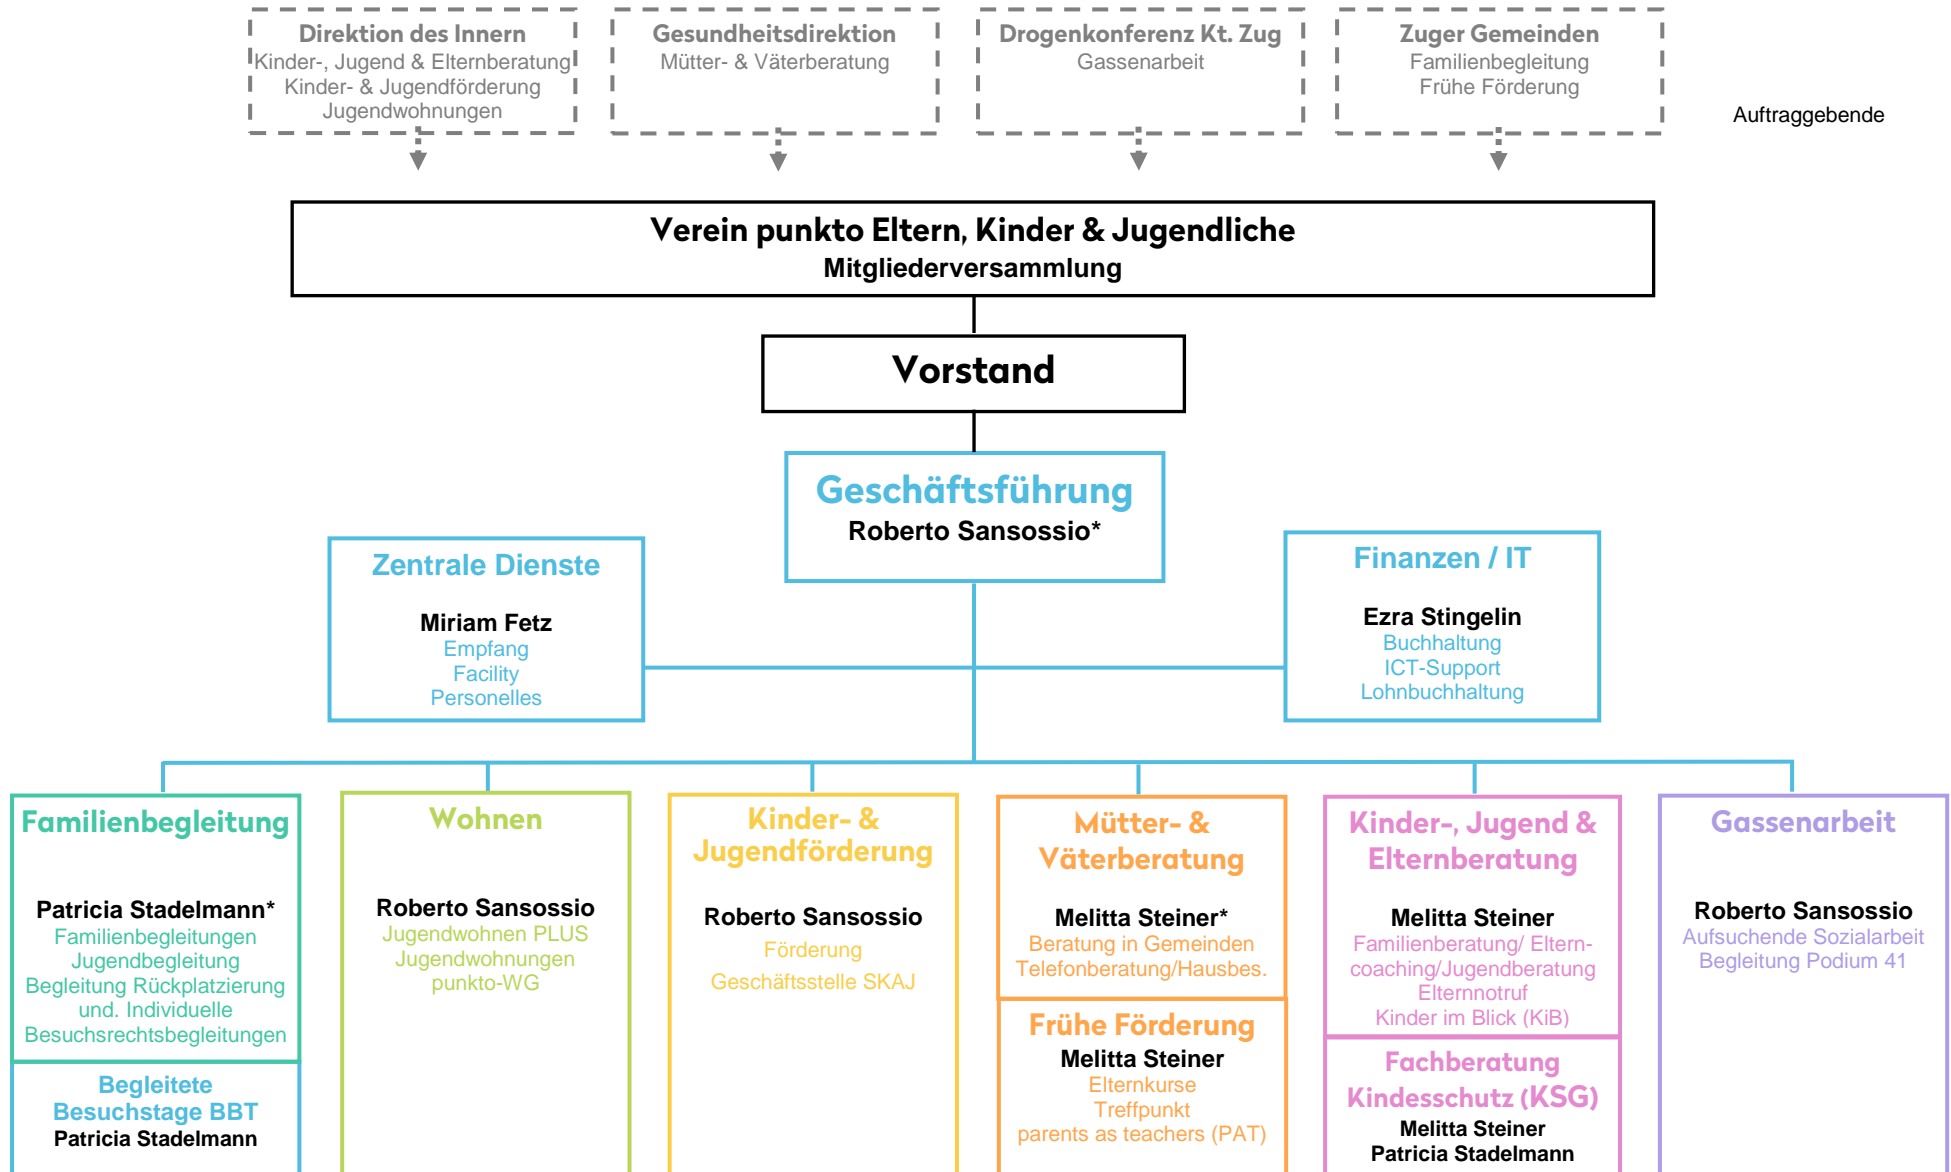 Direktion des Innern
Kinder-, Jugend & Elternberatung
Kinder- & Jugendförderung
Jugendwohnungen
Gesundheitsdirektion
Mütter- & Väterberatung
Drogenkonferenz Kt. Zug
Gassenarbeit
Zuger Gemeinden
Familienbegleitung
Frühe Förderung
Auftraggebende
Verein punkto Eltern, Kinder & Jugendliche
Mitgliederversammlung
Vorstand
Geschäftsführung
Roberto Sansossio*
Zentrale Dienste
Miriam Fetz
Empfang
Facility
Personelles
Finanzen / IT
Ezra Stingelin
Buchhaltung
ICT-Support
Lohnbuchhaltung
Familienbegleitung
Patricia Stadelmann*
Familienbegleitungen
Jugendbegleitung
Begleitung Rückplatzierung
und. Individuelle
Besuchsrechtsbegleitungen
Begleitete
Besuchstage BBT
Patricia Stadelmann
Wohnen
Roberto Sansossio
Jugendwohnen PLUS
Jugendwohnungen
punkto-WG
Kinder- &
Jugendförderung
Roberto Sansossio
Förderung
Geschäftsstelle SKAJ
Mütter- &
Väterberatung
Melitta Steiner*
Beratung in Gemeinden
Telefonberatung/Hausbes.
Frühe Förderung
Melitta Steiner
Elternkurse
Treffpunkt
parents as teachers (PAT)
Kinder-, Jugend &
Elternberatung
Melitta Steiner
Familienberatung/ Eltern-
coaching/Jugendberatung
Elternnotruf
Kinder im Blick (KiB)
Fachberatung
Kindesschutz (KSG)
Melitta Steiner
Patricia Stadelmann
Gassenarbeit
Roberto Sansossio
Aufsuchende Sozialarbeit
Begleitung Podium 41